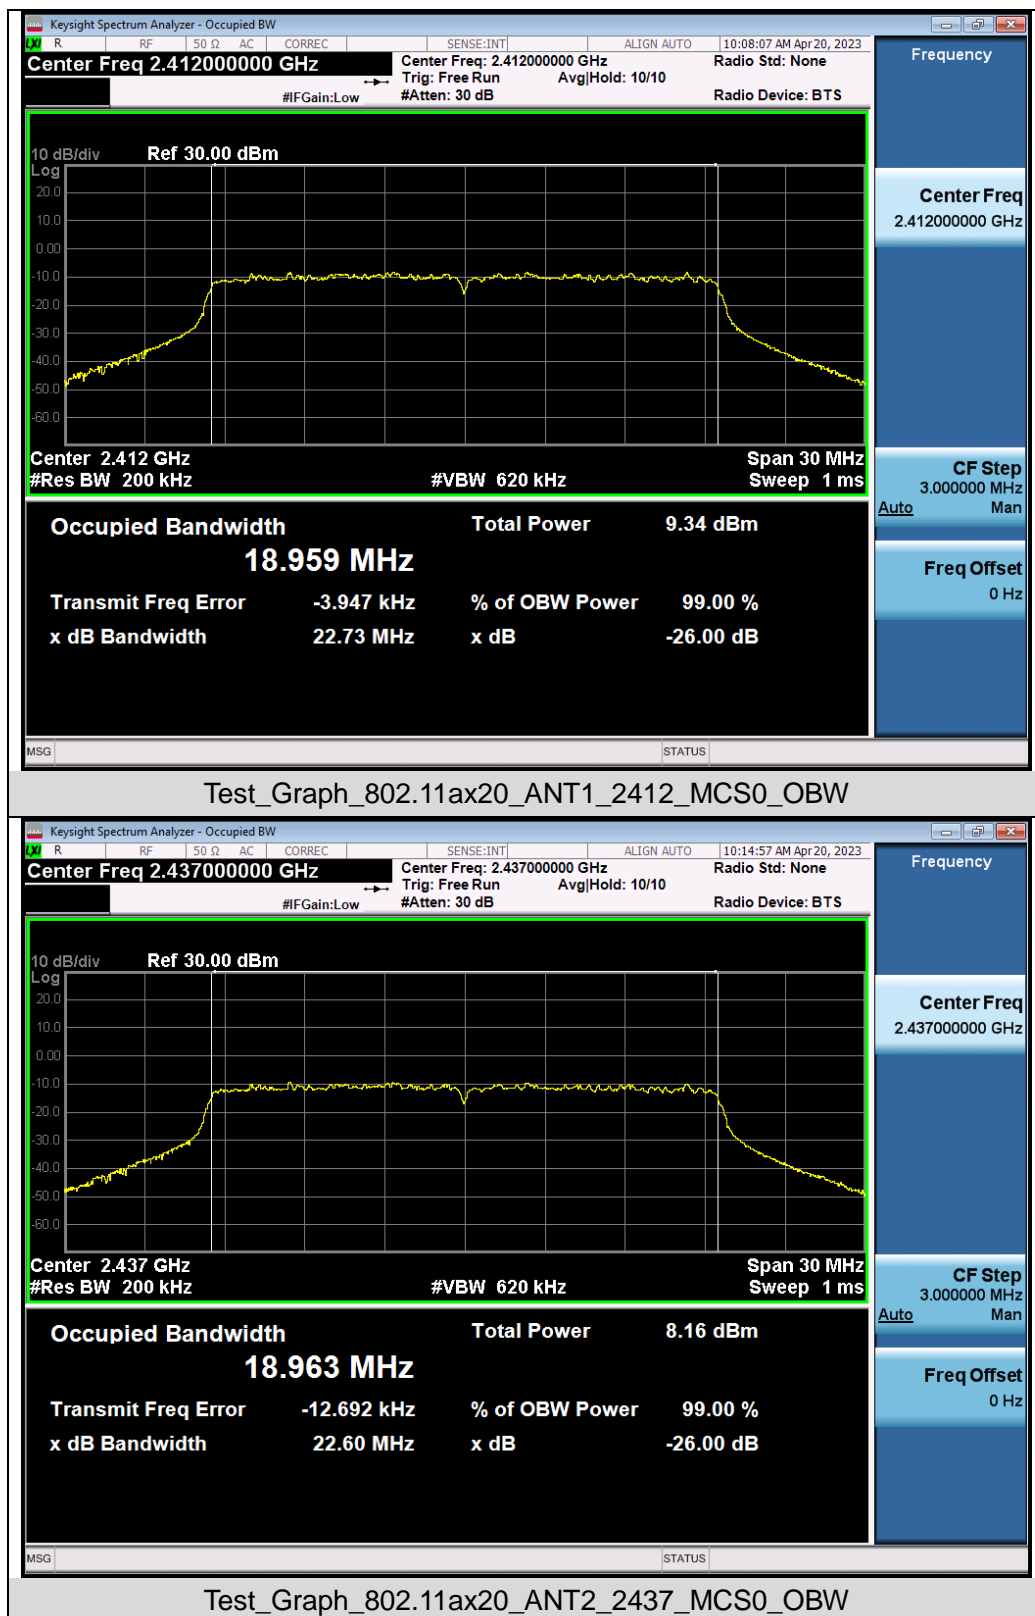 Keysight Spectrum Analyzer - Occupied BW
LXI R RF 50 Ω AC CORREC SENSE:INT ALIGN AUTO 10:08:07 AM Apr 20, 2023
Center Freq 2.412000000 GHz
Center Freq: 2.412000000 GHz
Radio Std: None
Trig: Free Run Avg|Hold: 10/10
#IFGain:Low
#Atten: 30 dB
Radio Device: BTS
10 dB/div Ref 30.00 dBm
Log
20.0
10.0
0.00
-10.0
-20.0
-30.0
-40.0
-50.0
-60.0
Center 2.412 GHz Span 30 MHz
#Res BW 200 kHz #VBW 620 kHz Sweep 1 ms
Occupied Bandwidth Total Power 9.34 dBm
18.959 MHz
Transmit Freq Error -3.947 kHz % of OBW Power 99.00 %
x dB Bandwidth 22.73 MHz x dB -26.00 dB
MSG STATUS
Frequency
Center Freq
2.412000000 GHz
CF Step
3.000000 MHz
Auto Man
Freq Offset
0 Hz
Test_Graph_802.11ax20_ANT1_2412_MCS0_OBW
Keysight Spectrum Analyzer - Occupied BW
LXI R RF 50 Ω AC CORREC SENSE:INT ALIGN AUTO 10:14:57 AM Apr 20, 2023
Center Freq 2.437000000 GHz
Center Freq: 2.437000000 GHz
Radio Std: None
Trig: Free Run Avg|Hold: 10/10
#IFGain:Low
#Atten: 30 dB
Radio Device: BTS
10 dB/div Ref 30.00 dBm
Log
20.0
10.0
0.00
-10.0
-20.0
-30.0
-40.0
-50.0
-60.0
Center 2.437 GHz Span 30 MHz
#Res BW 200 kHz #VBW 620 kHz Sweep 1 ms
Occupied Bandwidth Total Power 8.16 dBm
18.963 MHz
Transmit Freq Error -12.692 kHz % of OBW Power 99.00 %
x dB Bandwidth 22.60 MHz x dB -26.00 dB
MSG STATUS
Frequency
Center Freq
2.437000000 GHz
CF Step
3.000000 MHz
Auto Man
Freq Offset
0 Hz
Test_Graph_802.11ax20_ANT2_2437_MCS0_OBW